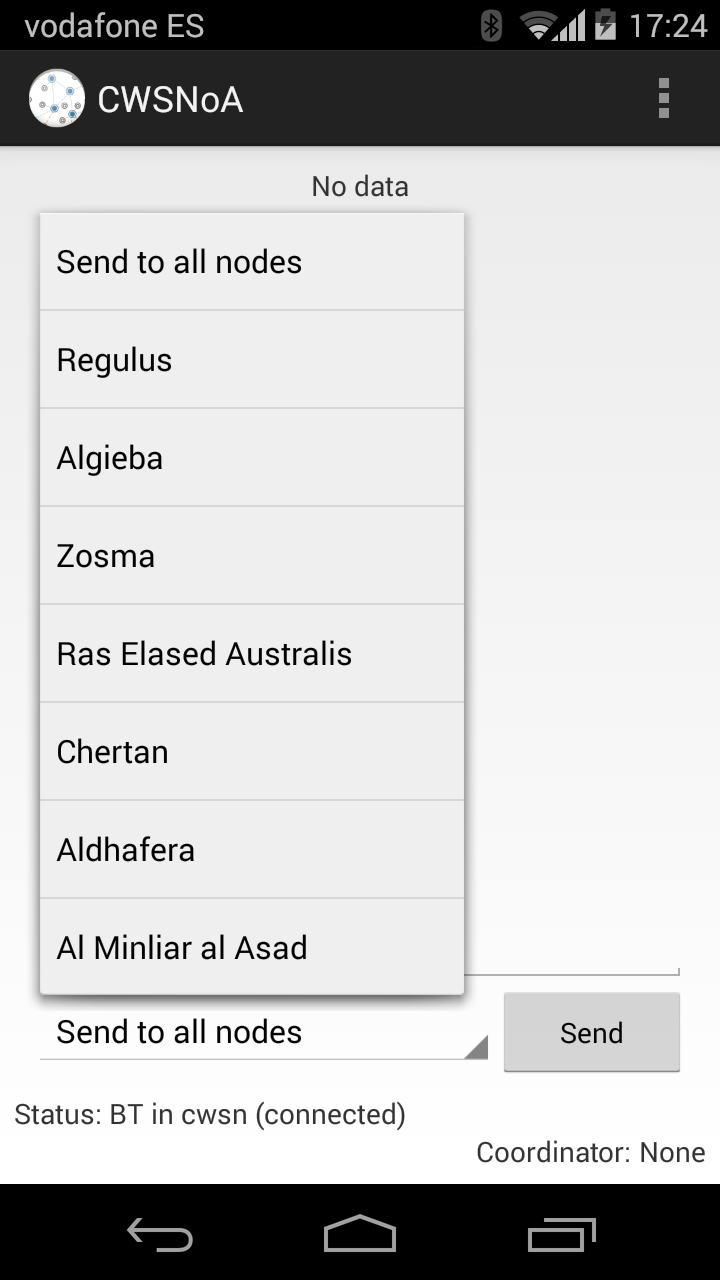 vodafone ES 17:24
CWSNoA
No data
Send to all nodes
Regulus
Algieba
Zosma
Ras Elased Australis
Chertan
Aldhafera
Al Minliar al Asad
Send to all nodes
Send
Status: BT in cwsn (connected)
Coordinator: None